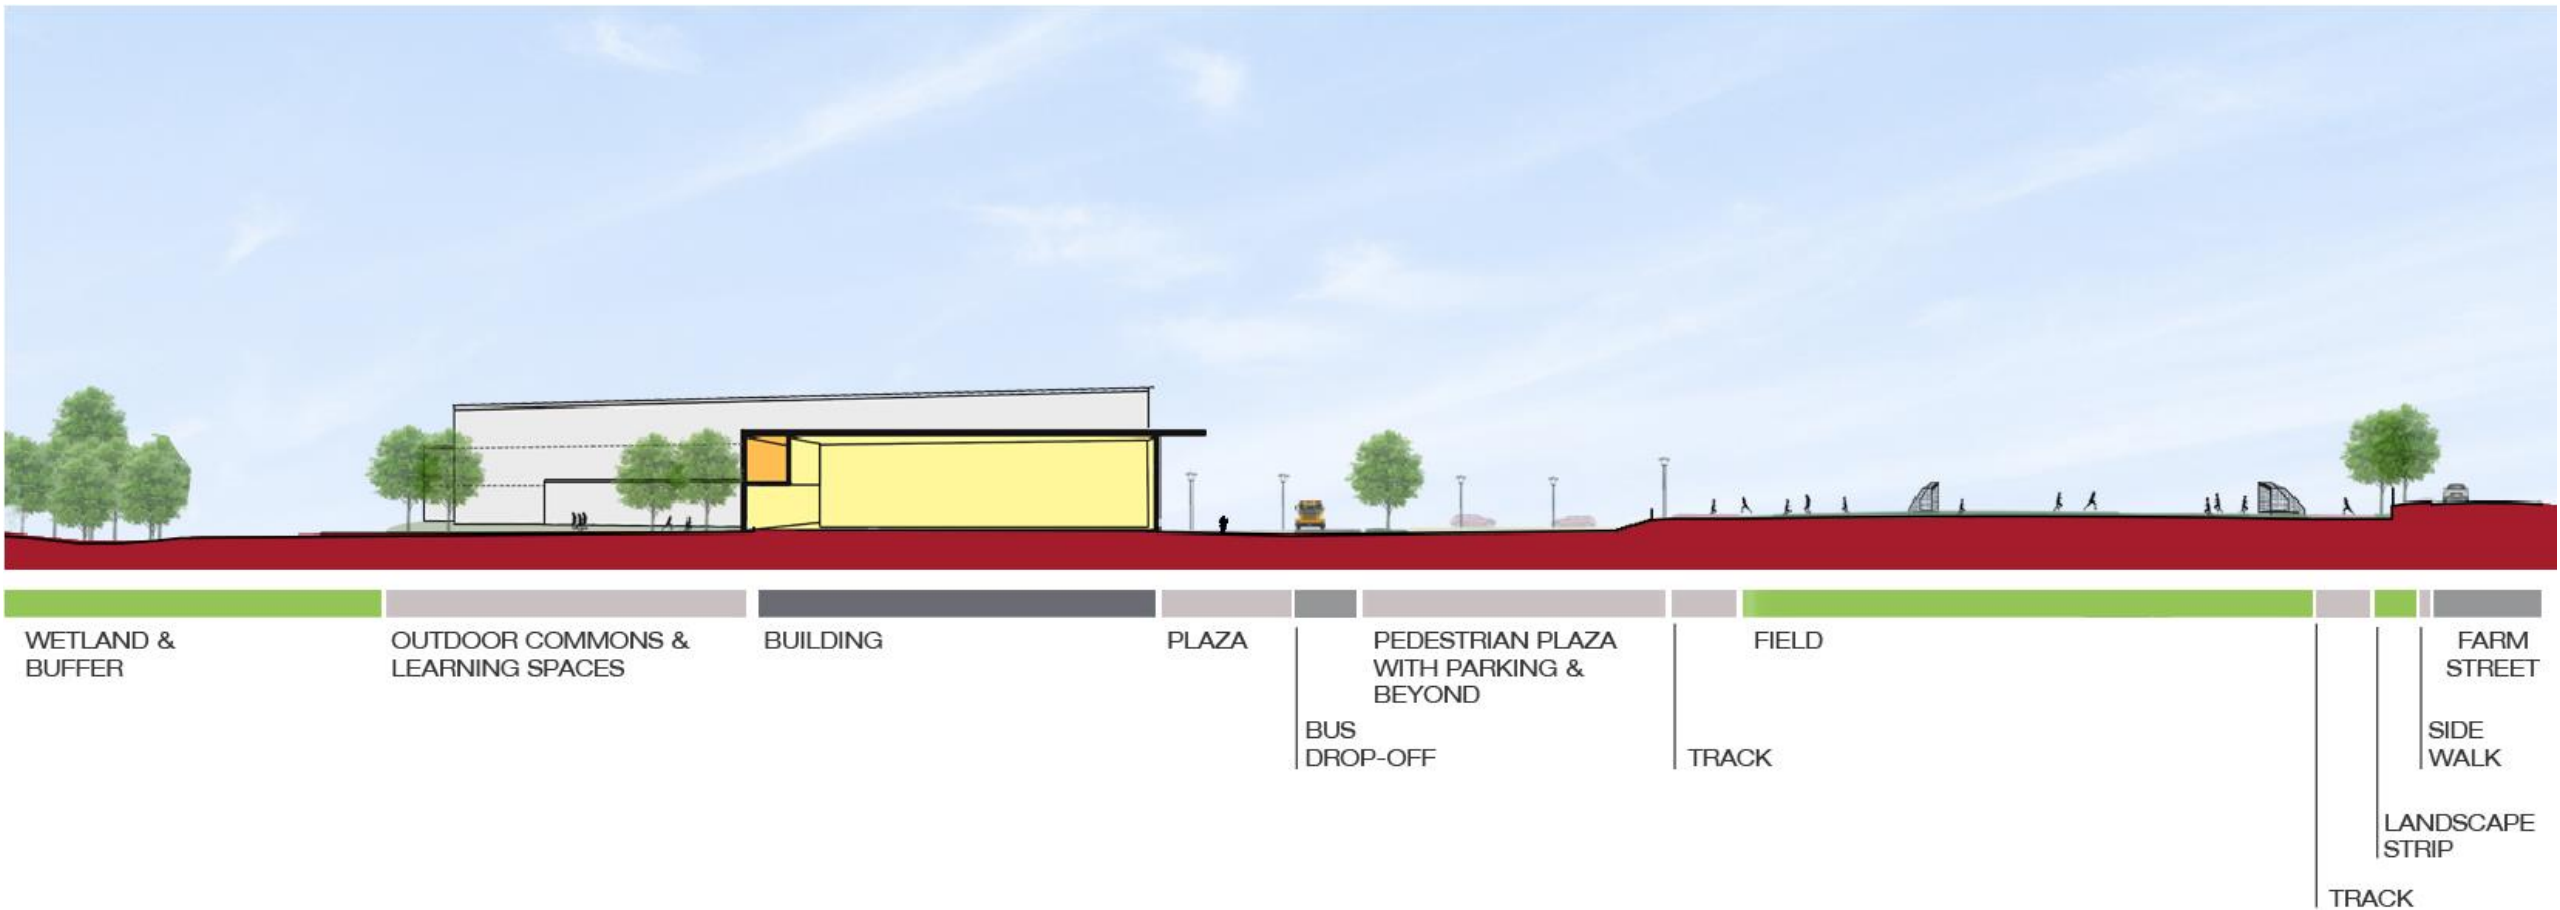 WETLAND &
BUFFER
OUTDOOR COMMONS &
LEARNING SPACES
BUILDING
PLAZA
BUS
DROP-OFF
PEDESTRIAN PLAZA
WITH PARKING &
BEYOND
TRACK
FIELD
TRACK
LANDSCAPE
STRIP
SIDE
WALK
FARM
STREET